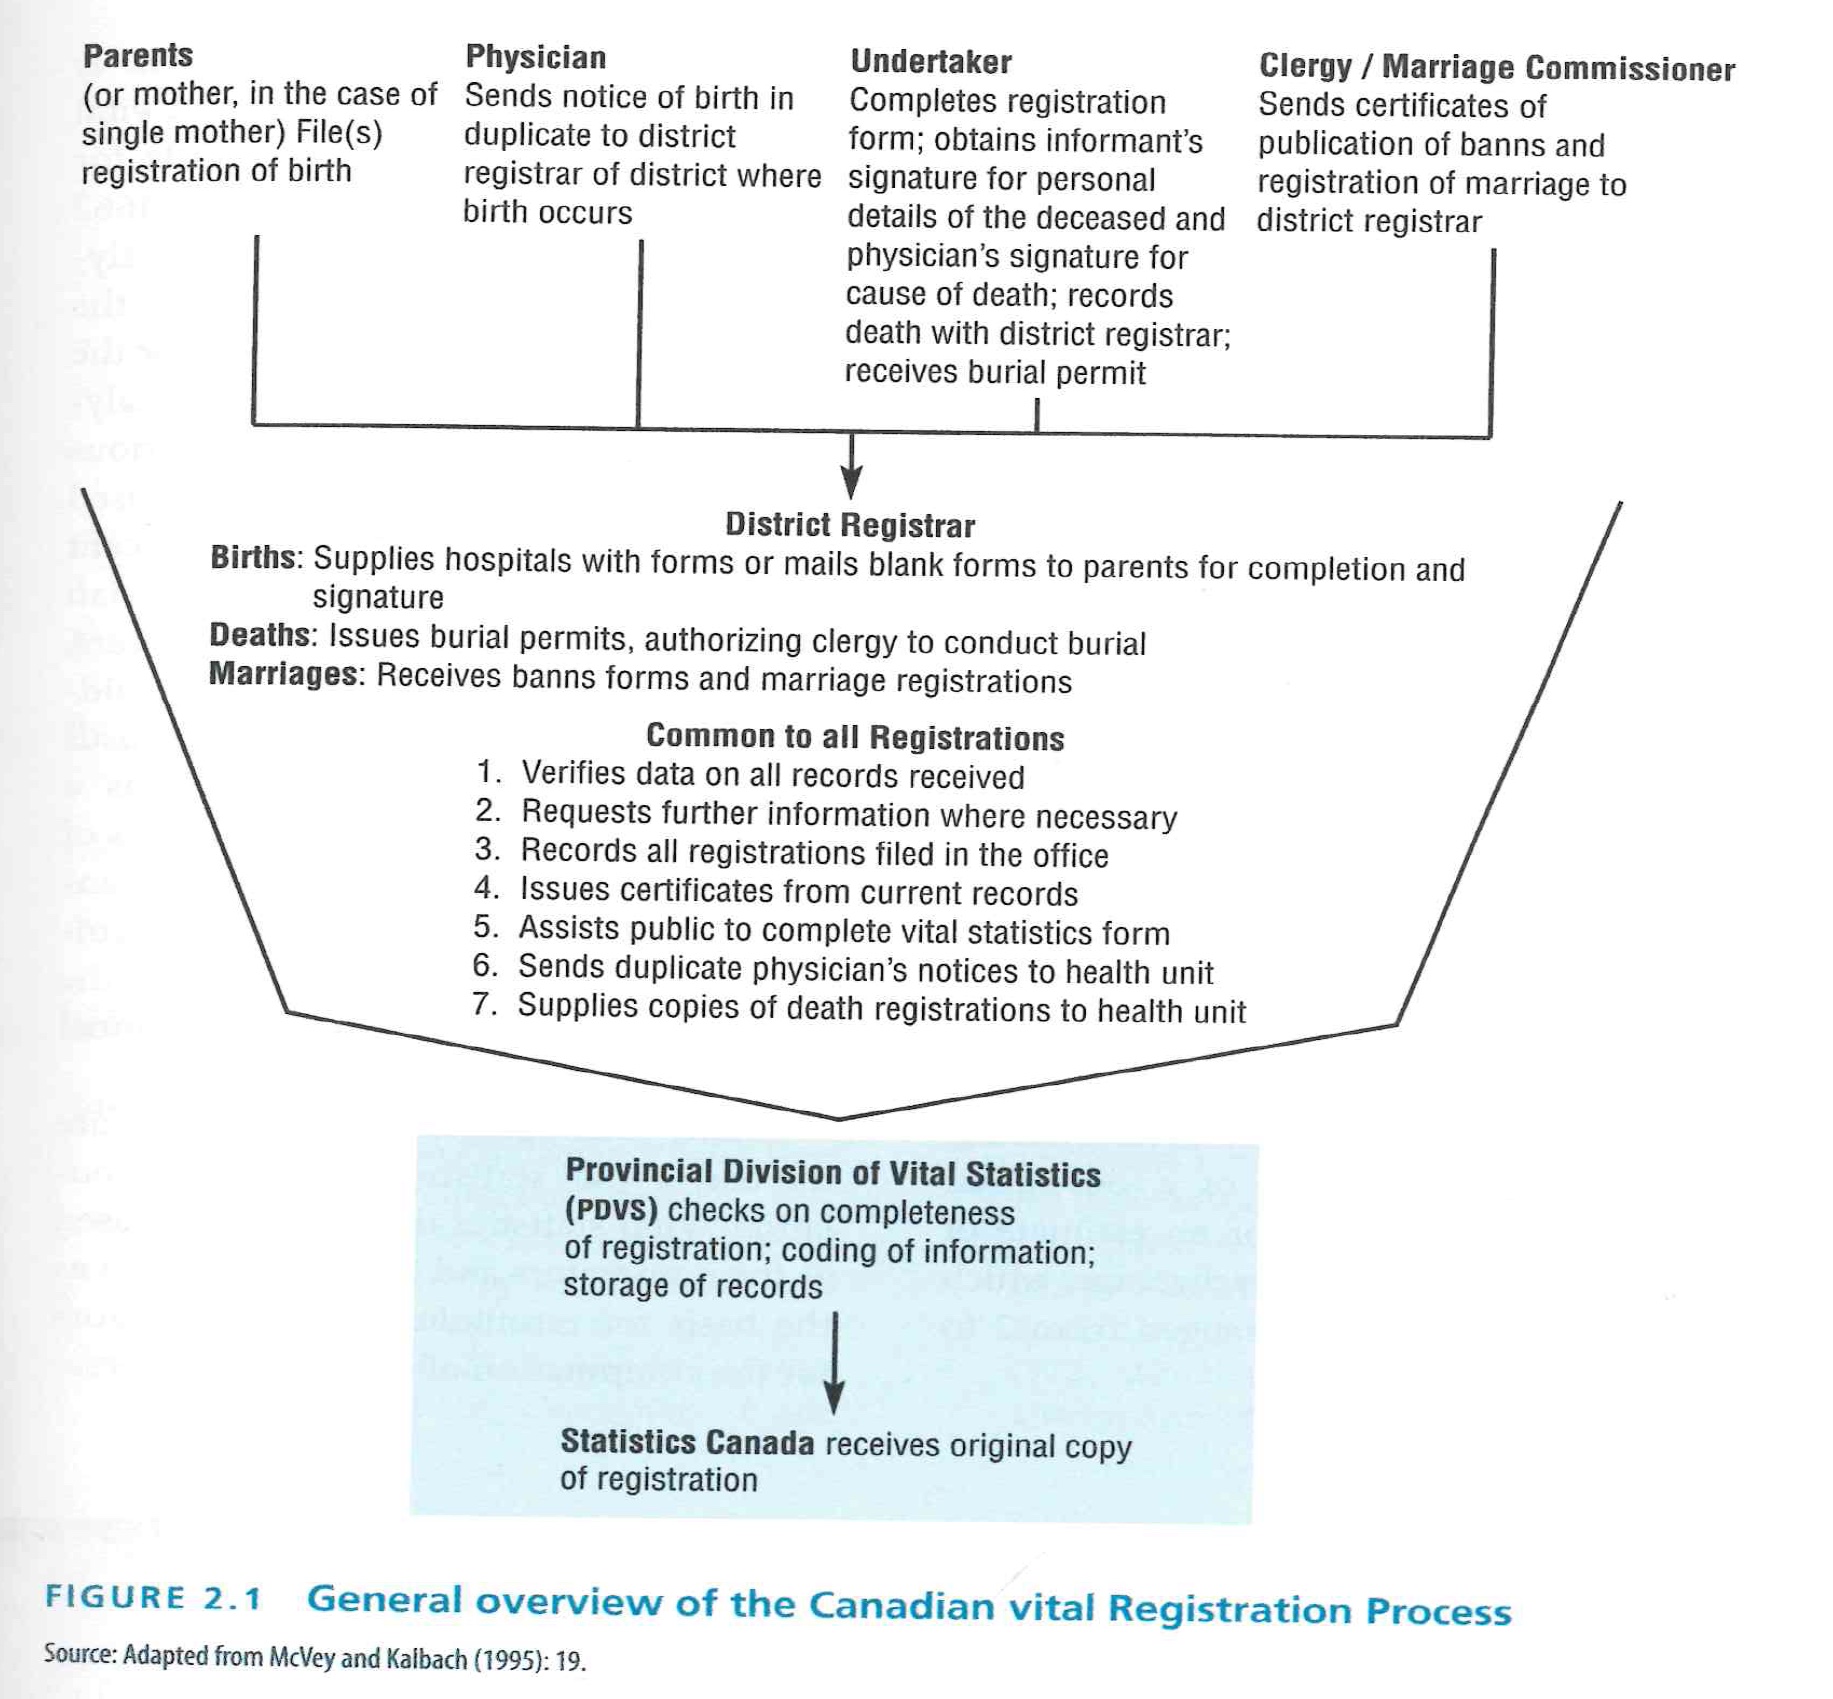 Parents
(or mother, in the case of
single mother) File(s)
registration of birth
Physician
Sends notice of birth in
duplicate to district
registrar of district where
birth occurs
Undertaker
Completes registration
form; obtains informant's
signature for personal
details of the deceased and
physician's signature for
cause of death; records
death with district registrar;
receives burial permit
Clergy / Marriage Commissioner
Sends certificates of
publication of banns and
registration of marriage to
district registrar
District Registrar
Births: Supplies hospitals with forms or mails blank forms to parents for completion and
signature
Deaths: Issues burial permits, authorizing clergy to conduct burial
Marriages: Receives banns forms and marriage registrations
Common to all Registrations
1. Verifies data on all records received
2. Requests further information where necessary
3. Records all registrations filed in the office
4. Issues certificates from current records
5. Assists public to complete vital statistics form
6. Sends duplicate physician's notices to health unit
7. Supplies copies of death registrations to health unit
Provincial Division of Vital Statistics
(PDVS) checks on completeness
of registration; coding of information;
storage of records
Statistics Canada receives original copy
of registration
FIGURE 2.1 General overview of the Canadian vital Registration Process
Source: Adapted from McVey and Kalbach (1995): 19.